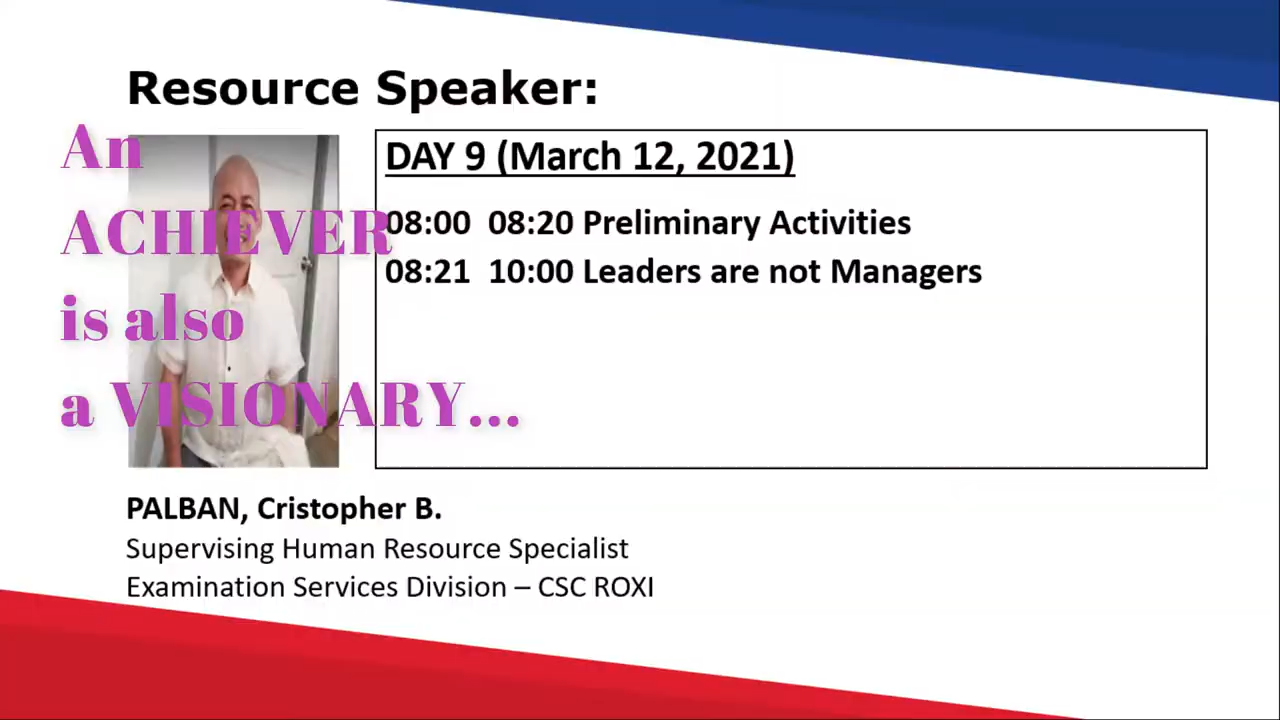 Resource Speaker:
An
ACHIEVER
is also
a VISIONARY...
DAY 9 (March 12, 2021)
08:00 08:20 Preliminary Activities
08:21 10:00 Leaders are not Managers
PALBAN, Cristopher B.
Supervising Human Resource Specialist
Examination Services Division – CSC ROXI